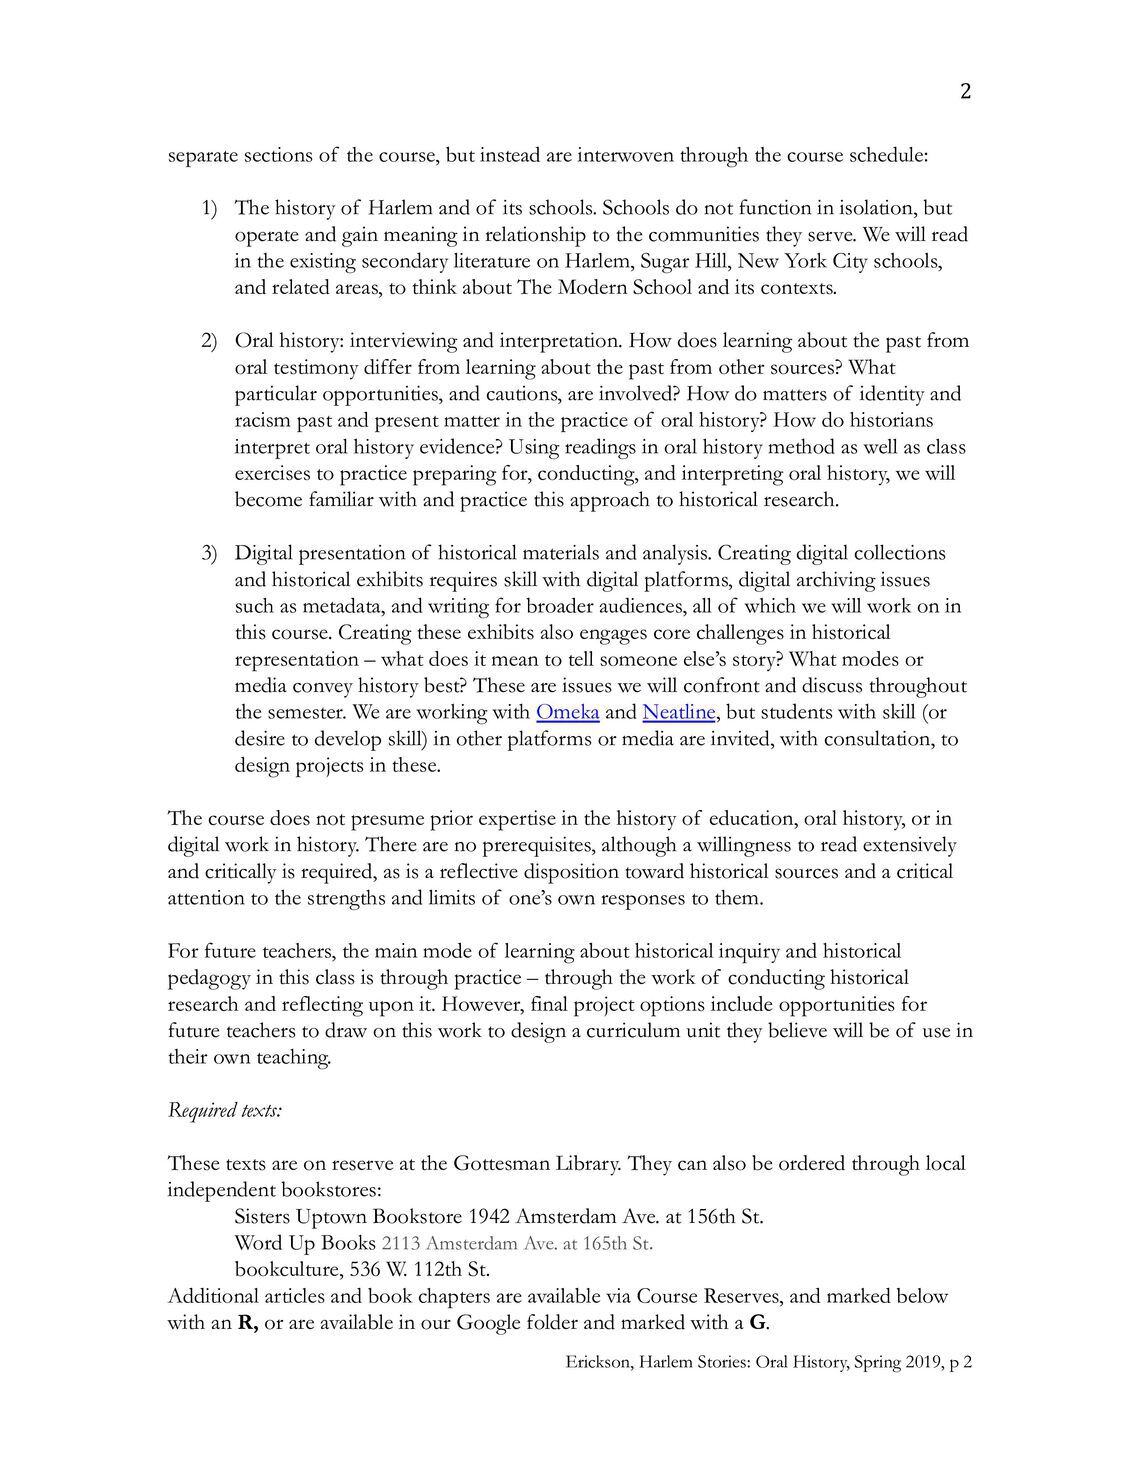 2
separate sections of the course, but instead are interwoven through the course schedule:
1) The history of Harlem and of its schools. Schools do not function in isolation, but
operate and gain meaning in relationship to the communities they serve. We will read
in the existing secondary literature on Harlem, Sugar Hill, New York City schools,
and related areas, to think about The Modern School and its contexts.
2) Oral history: interviewing and interpretation. How does learning about the past from
oral testimony differ from learning about the past from other sources? What
particular opportunities, and cautions, are involved? How do matters of identity and
racism past and present matter in the practice of oral history? How do historians
interpret oral history evidence? Using readings in oral history method as well as class
exercises to practice preparing for, conducting, and interpreting oral history, we will
become familiar with and practice this approach to historical research.
3) Digital presentation of historical materials and analysis. Creating digital collections
and historical exhibits requires skill with digital platforms, digital archiving issues
such as metadata, and writing for broader audiences, all of which we will work on in
this course. Creating these exhibits also engages core challenges in historical
representation – what does it mean to tell someone else’s story? What modes or
media convey history best? These are issues we will confront and discuss throughout
the semester. We are working with Omeka and Neatline, but students with skill (or
desire to develop skill) in other platforms or media are invited, with consultation, to
design projects in these.
The course does not presume prior expertise in the history of education, oral history, or in
digital work in history. There are no prerequisites, although a willingness to read extensively
and critically is required, as is a reflective disposition toward historical sources and a critical
attention to the strengths and limits of one’s own responses to them.
For future teachers, the main mode of learning about historical inquiry and historical
pedagogy in this class is through practice – through the work of conducting historical
research and reflecting upon it. However, final project options include opportunities for
future teachers to draw on this work to design a curriculum unit they believe will be of use in
their own teaching.
Required texts:
These texts are on reserve at the Gottesman Library. They can also be ordered through local
independent bookstores:
Sisters Uptown Bookstore 1942 Amsterdam Ave. at 156th St.
Word Up Books 2113 Amsterdam Ave. at 165th St.
bookculture, 536 W. 112th St.
Additional articles and book chapters are available via Course Reserves, and marked below
with an R, or are available in our Google folder and marked with a G.
Erickson, Harlem Stories: Oral History, Spring 2019, p 2